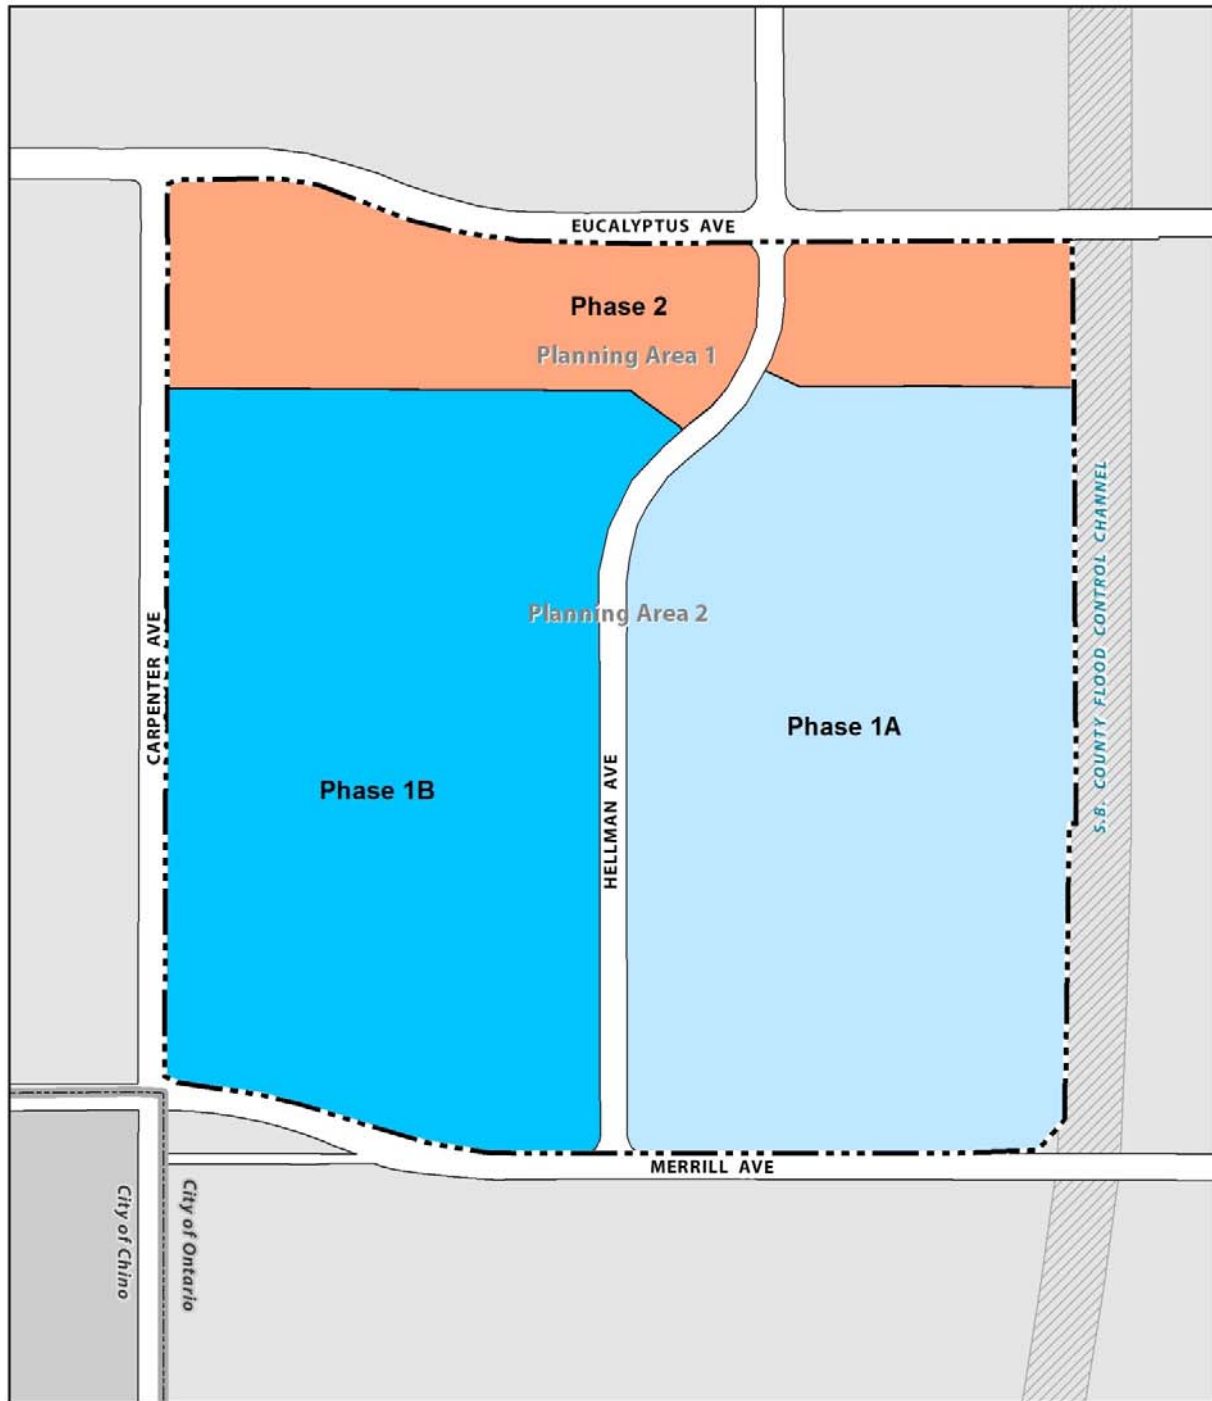 EUCALYPTUS AVE
Phase 2
Planning Area 1
S.B. COUNTY FLOOD CONTROL CHANNEL
CARPENTER AVE
Planning Area 2
Phase 1A
Phase 1B
HELLMAN AVE
MERRILL AVE
City of Chino
City of Ontario